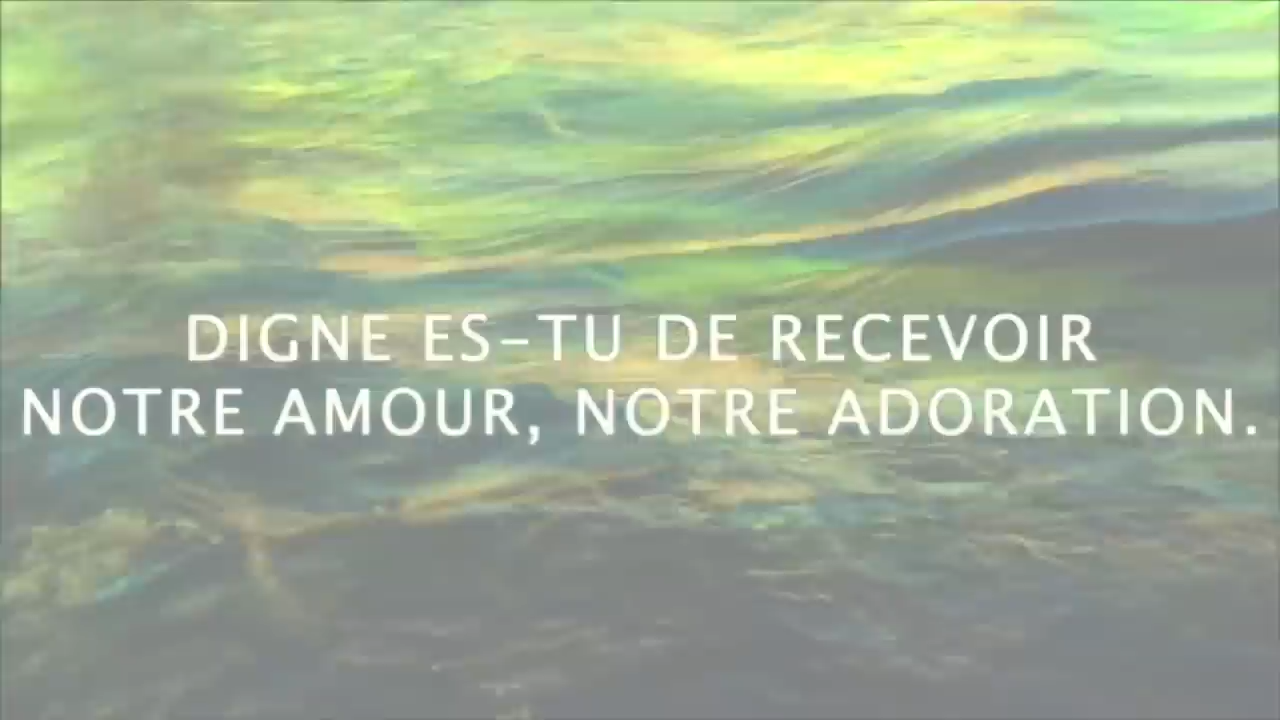 DIGNE ES-TU DE RECEVOIR
NOTRE AMOUR, NOTRE ADORATION.